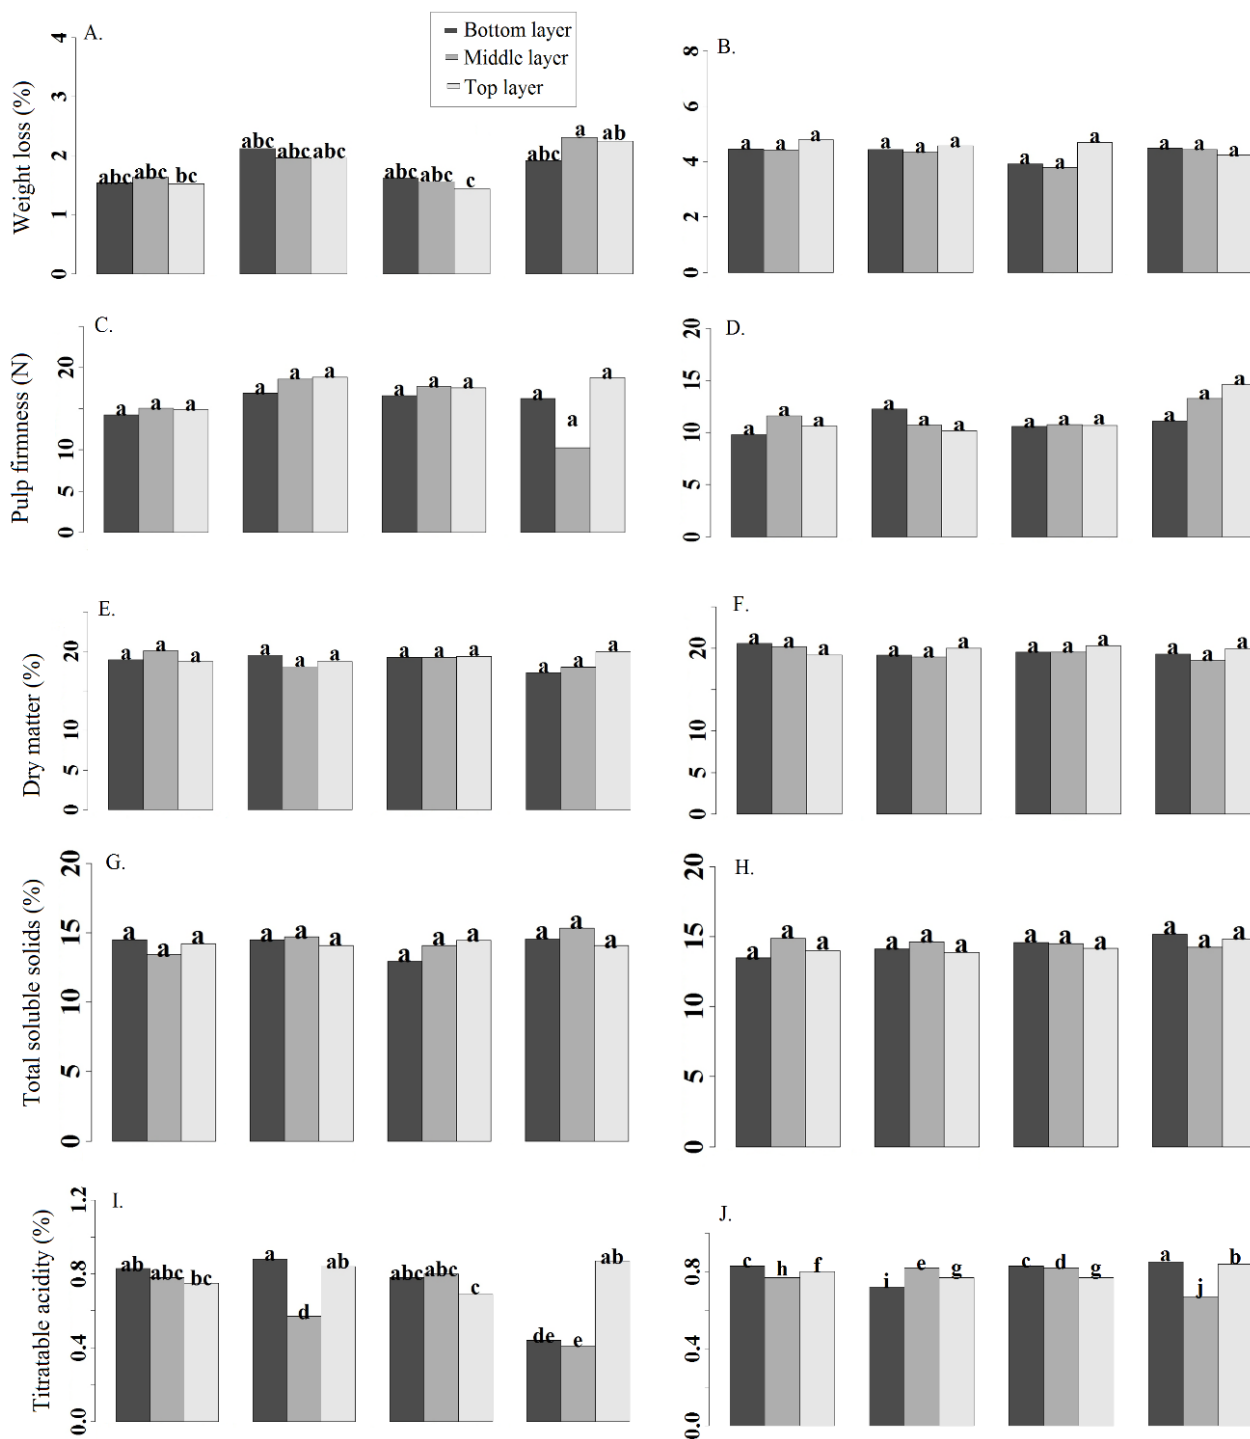 A.
Bottom layer
Middle layer
Top layer
Weight loss (%)
4
3
2
1
0
abc abc bc
abc abc abc
abc abc c
abc a ab
B.
8
6
4
2
0
a a a
a a a
a a a
a a a
C.
Pulp firmness (N)
20
10
5
0
a a a
a a a
a a a
a a a
D.
20
15
10
5
0
a a a
a a a
a a a
a a a
E.
Dry matter (%)
20
10
5
0
a a a
a a a
a a a
a a a
F.
20
10
5
0
a a a
a a a
a a a
a a a
G.
Total soluble solids (%)
20
15
10
5
0
a a a
a a a
a a a
a a a
H.
20
15
10
5
0
a a a
a a a
a a a
a a a
I.
Titratable acidity (%)
1.2
0.8
0.4
0.0
ab abc bc
a d ab
abc abc c
de e ab
J.
0.8
0.4
0.0
c h f
i e g
c d g
a j b